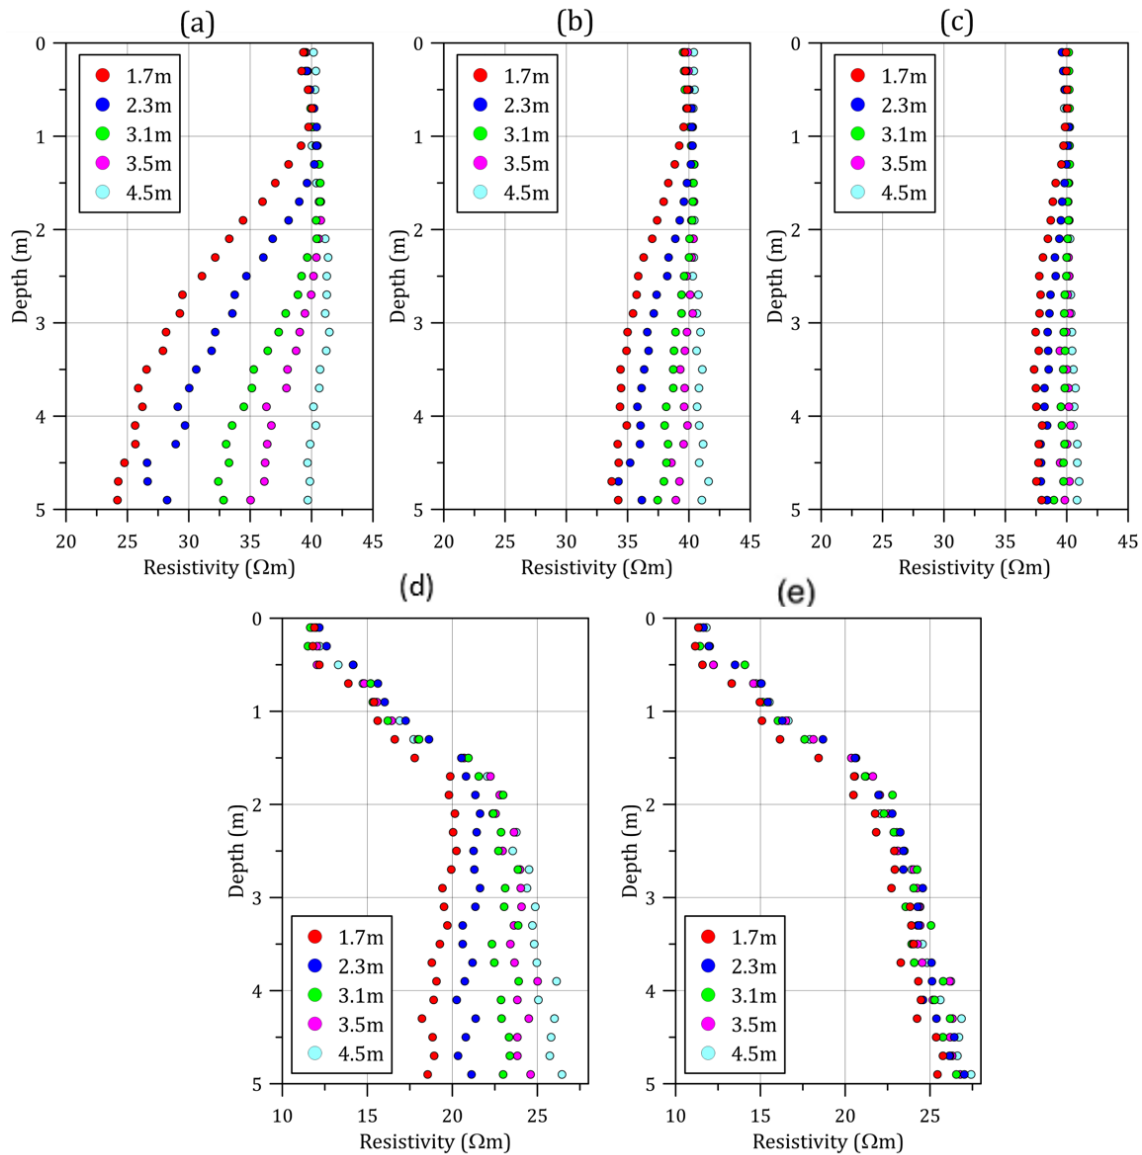 (a)
(b)
(c)
0
1
2
3
4
5
Depth (m)
1.7m
2.3m
3.1m
3.5m
4.5m
20 25 30 35 40 45
Resistivity (Ωm)
0
1
2
3
4
5
Depth (m)
1.7m
2.3m
3.1m
3.5m
4.5m
20 25 30 35 40 45
Resistivity (Ωm)
0
1
2
3
4
5
Depth (m)
1.7m
2.3m
3.1m
3.5m
4.5m
20 25 30 35 40 45
Resistivity (Ωm)
(d)
(e)
0
1
2
3
4
5
Depth (m)
1.7m
2.3m
3.1m
3.5m
4.5m
10 15 20 25
Resistivity (Ωm)
0
1
2
3
4
5
Depth (m)
1.7m
2.3m
3.1m
3.5m
4.5m
10 15 20 25
Resistivity (Ωm)